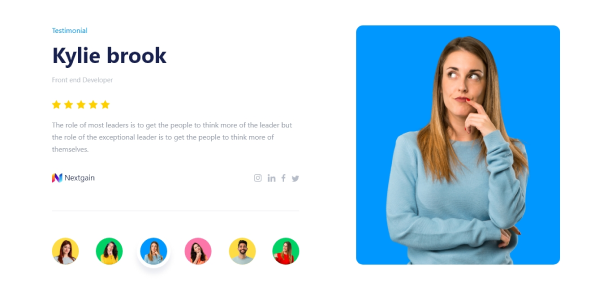 Testimonial
Kylie brook
Front end Developer
The role of most leaders is to get the people to think more of the leader but
the role of the exceptional leader is to get the people to think more of
themselves.
Nextgain